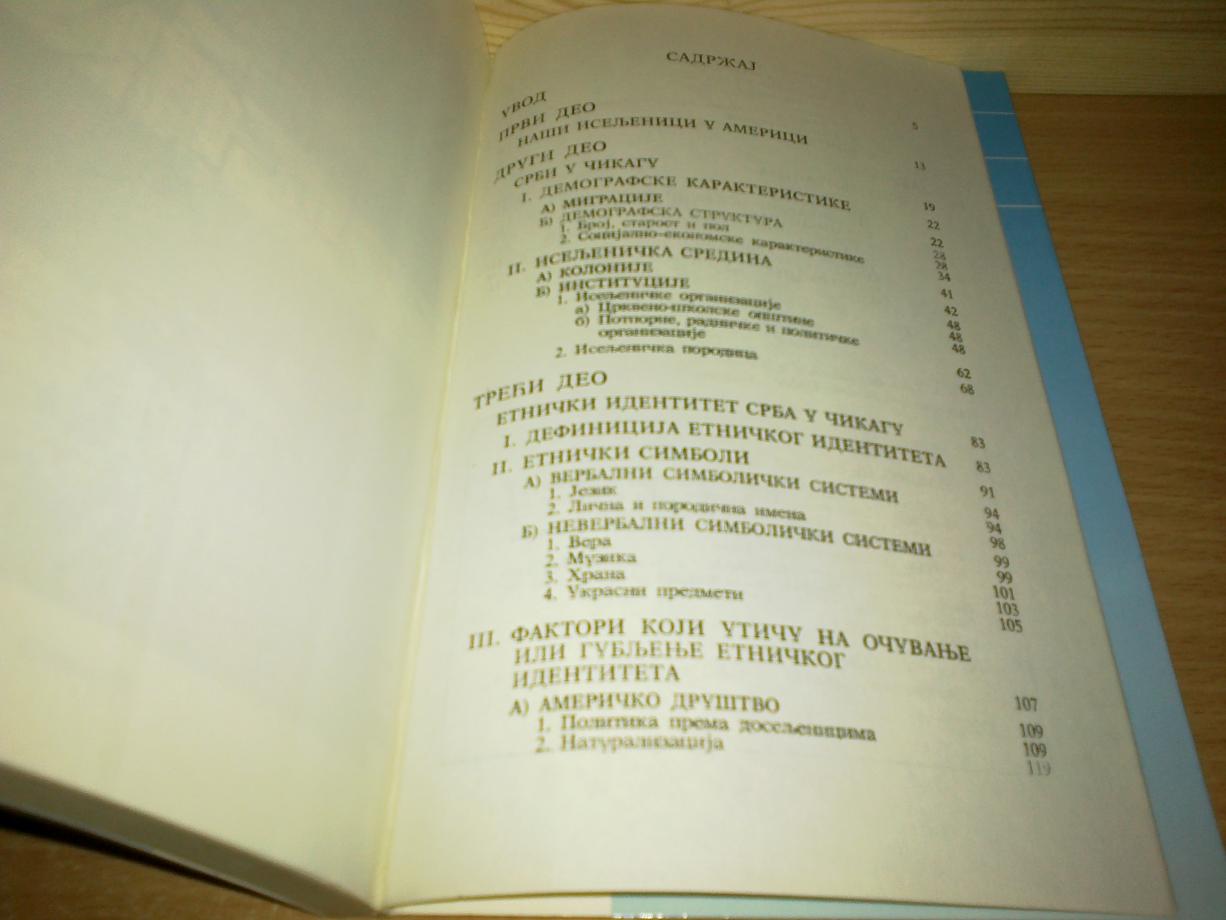 САДРЖАЈ
УВОД 5
ПРВИ ДЕО
НАШИ ИСЕЉЕНИЦИ У АМЕРИЦИ 13
ДРУГИ ДЕО
СРБИ У ЧИКАГУ 19
I. ДЕМОГРАФСКЕ КАРАКТЕРИСТИКЕ 22
А) МИГРАЦИЈЕ 22
Б) ДЕМОГРАФСКА СТРУКТУРА 28
1. Број, старост и пол 28
2. Социјално-економске карактеристике 34
II. ИСЕЉЕНИЧКА СРЕДИНА 41
А) КОЛОНИЈЕ 42
Б) ИНСТИТУЦИЈЕ 48
1. Исељеничке организације 48
а) Црквено-школске општине 48
б) Потпорне, радничке и политичке
организације 62
2. Исељеничка породица 68
ТРЕЋИ ДЕО
ЕТНИЧКИ ИДЕНТИТЕТ СРБА У ЧИКАГУ 83
I. ДЕФИНИЦИЈА ЕТНИЧКОГ ИДЕНТИТЕТА 83
II. ЕТНИЧКИ СИМБОЛИ 91
А) ВЕРБАЛНИ СИМБОЛИЧКИ СИСТЕМИ 94
1. Језик 94
2. Лична и породична имена 98
Б) НЕВЕРБАЛНИ СИМБОЛИЧКИ СИСТЕМИ 99
1. Вера 99
2. Музика 101
3. Храна 103
4. Украсни предмети 105
III. ФАКТОРИ КОЈИ УТИЧУ НА ОЧУВАЊЕ
ИЛИ ГУБЉЕЊЕ ЕТНИЧКОГ
ИДЕНТИТЕТА 107
А) АМЕРИЧКО ДРУШТВО 109
1. Политика према досељеницима 109
2. Натурализација 119